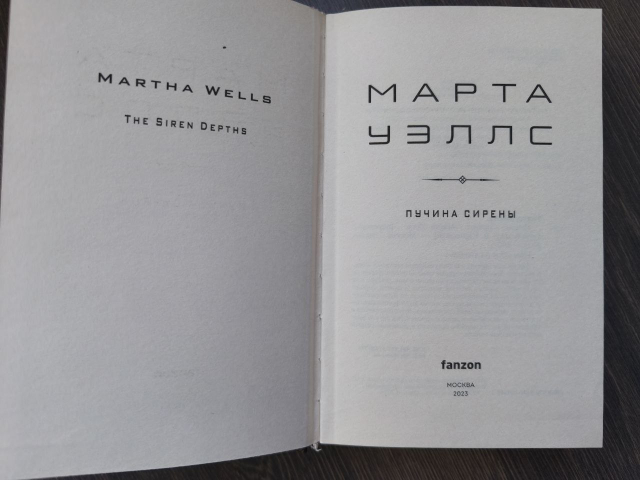 MARTHA WELLS
THE SIREN DEPTHS
МАРТА
УЭЛЛС
ПУЧИНА СИРЕНЫ
fanzon
МОСКВА
2023